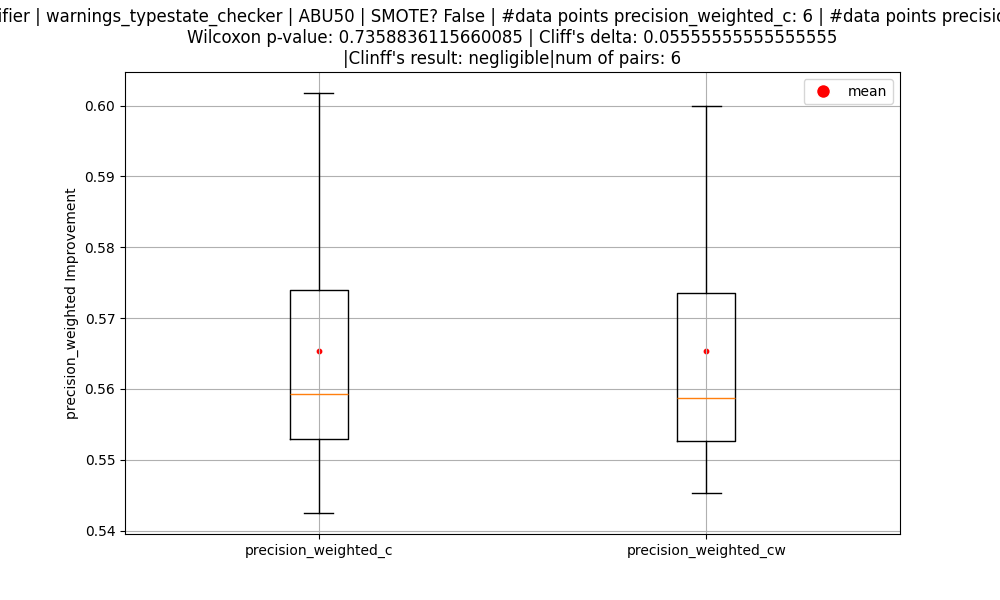 ifier | warnings_typestate_checker | ABU50 | SMOTE? False | #data points precision_weighted_c: 6 | #data points precisio
Wilcoxon p-value: 0.7358836115660085 | Cliff's delta: 0.05555555555555555
|Clinff's result: negligible|num of pairs: 6
mean
0.60
0.59
0.58
0.57
0.56
0.55
0.54
precision_weighted Improvement
precision_weighted_c
precision_weighted_cw